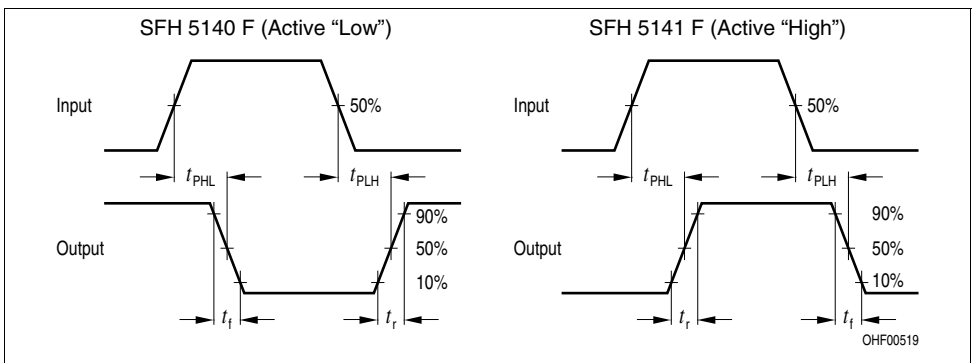 SFH 5140 F (Active “Low”)
Input
50%
tPHL
tPLH
Output
90%
50%
10%
tf
tr
SFH 5141 F (Active “High”)
Input
50%
tPHL
tPLH
Output
90%
50%
10%
tr
tf
OHF00519